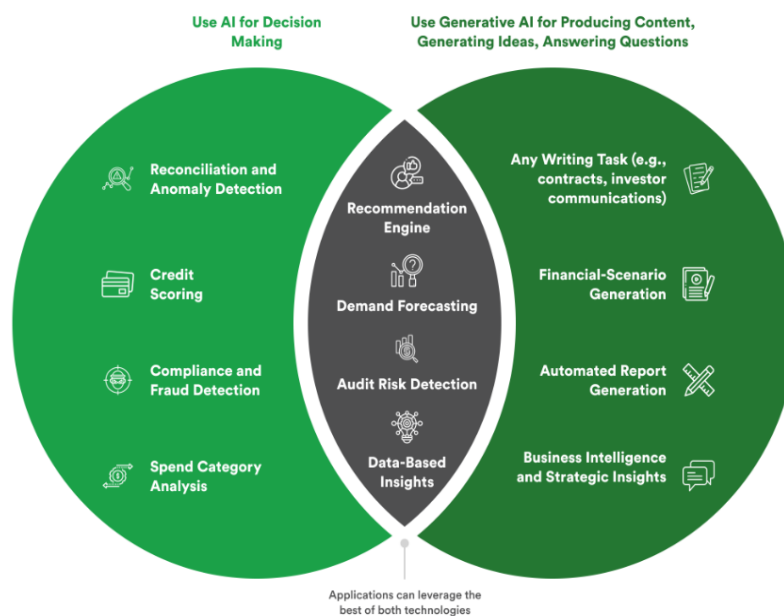 Use AI for Decision
Making
Use Generative AI for Producing Content,
Generating Ideas, Answering Questions
Reconciliation and
Anomaly Detection
Credit
Scoring
Compliance and
Fraud Detection
Spend Category
Analysis
Recommendation
Engine
Demand Forecasting
Audit Risk Detection
Data-Based
Insights
Any Writing Task (e.g.,
contracts, investor
communications)
Financial-Scenario
Generation
Automated Report
Generation
Business Intelligence
and Strategic Insights
Applications can leverage the
best of both technologies